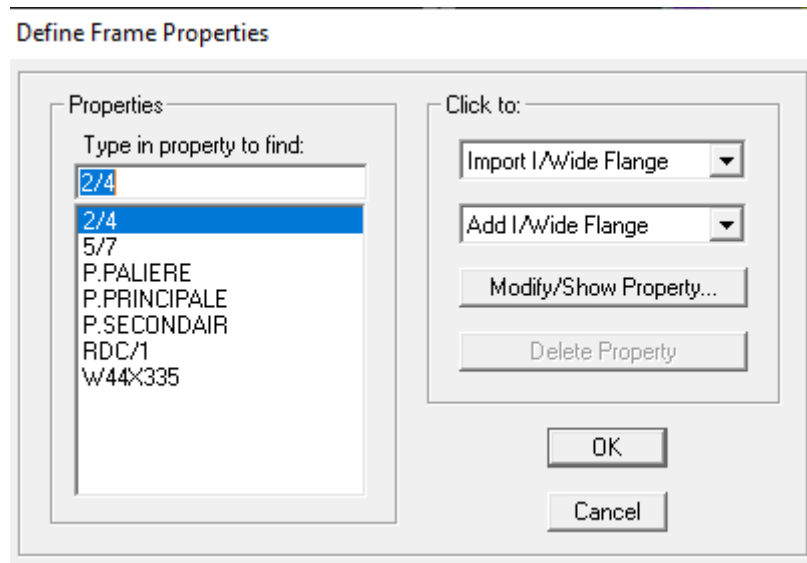 Define Frame Properties
Properties
Type in property to find:
2/4
2/4
5/7
P.PALIERE
P.PRINCIPALE
P.SECONDAIR
RDC/1
W44X335
Click to:
Import I/Wide Flange
Add I/Wide Flange
Modify/Show Property...
Delete Property
OK
Cancel